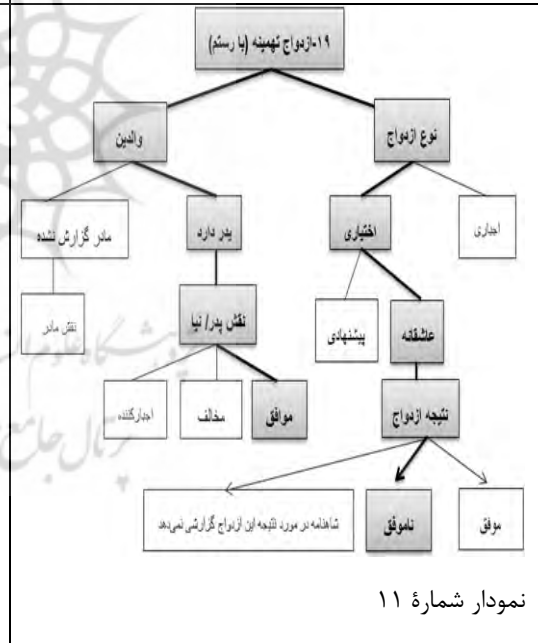 ۱۹-ازدواج تهمینه (با رستم)
نوع ازدواج
والدین
اجباری
اختیاری
پدر دارد
مادر گزارش نشده
عاشقانه
پیشنهادی
نقش پدر/ نیا
نقش مادر
نتیجه ازدواج
موافق
مخالف
اجبارکننده
موفق
ناموفق
شاهنامه در مورد نتیجه این ازدواج گزارشی نمی‌دهد
نمودار شمارهٔ ۱۱